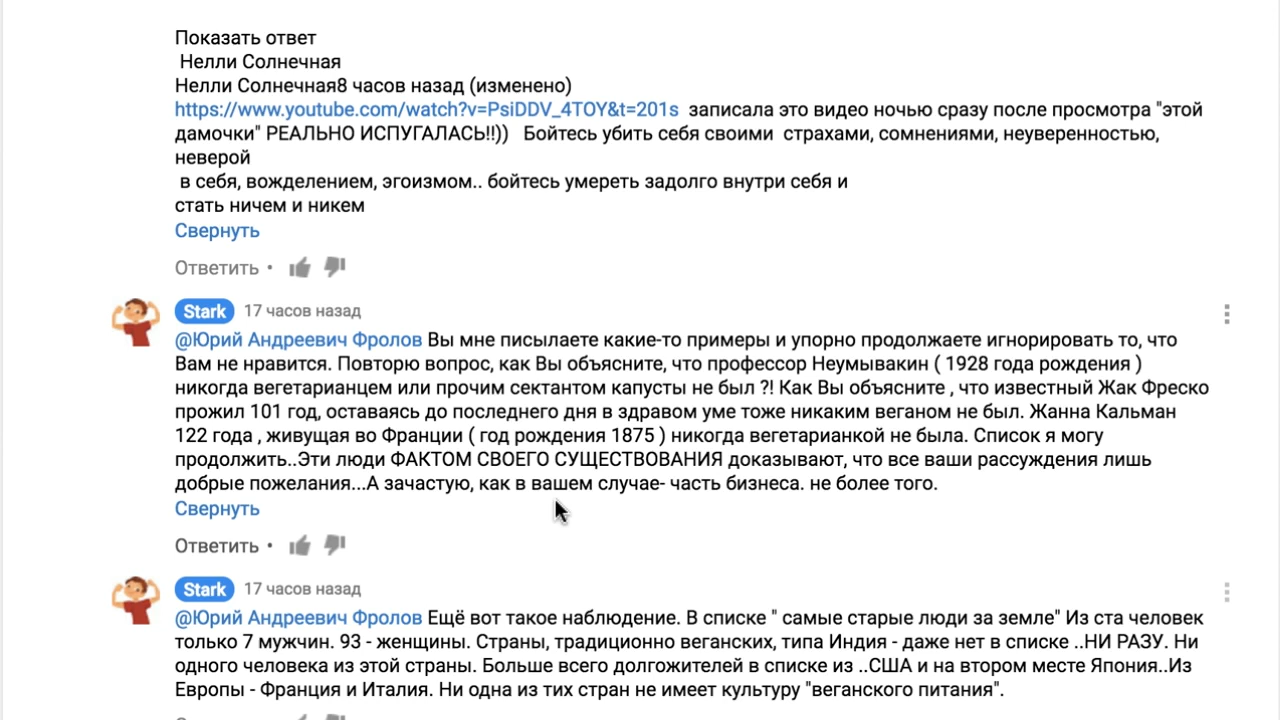 Показать ответ
Нелли Солнечная
Нелли Солнечная8 часов назад (изменено)
https://www.youtube.com/watch?v=PsiDDV_4TOY&t=201s записала это видео ночью сразу после просмотра "этой
дамочки" РЕАЛЬНО ИСПУГАЛАСЬ!!)) Бойтесь убить себя своими страхами, сомнениями, неуверенностью,
неверой
в себя, вожделением, эгоизмом.. бойтесь умереть задолго внутри себя и
стать ничем и никем
Свернуть
Ответить •
Stark 17 часов назад
@Юрий Андреевич Фролов Вы мне писылаете какие-то примеры и упорно продолжаете игнорировать то, что
Вам не нравится. Повторю вопрос, как Вы объясните, что профессор Неумывакин ( 1928 года рождения )
никогда вегетарианцем или прочим сектантом капусты не был ?! Как Вы объясните , что известный Жак Фреско
прожил 101 год, оставаясь до последнего дня в здравом уме тоже никаким веганом не был. Жанна Кальман
122 года , живущая во Франции ( год рождения 1875 ) никогда вегетарианкой не была. Список я могу
продолжить..Эти люди ФАКТОМ СВОЕГО СУЩЕСТВОВАНИЯ доказывают, что все ваши рассуждения лишь
добрые пожелания...А зачастую, как в вашем случае- часть бизнеса. не более того.
Свернуть
Ответить •
Stark 17 часов назад
@Юрий Андреевич Фролов Ещё вот такое наблюдение. В списке " самые старые люди за земле" Из ста человек
только 7 мужчин. 93 - женщины. Страны, традиционно веганских, типа Индия - даже нет в списке ..НИ РАЗУ. Ни
одного человека из этой страны. Больше всего долгожителей в списке из ..США и на втором месте Япония..Из
Европы - Франция и Италия. Ни одна из тих стран не имеет культуру "веганского питания".